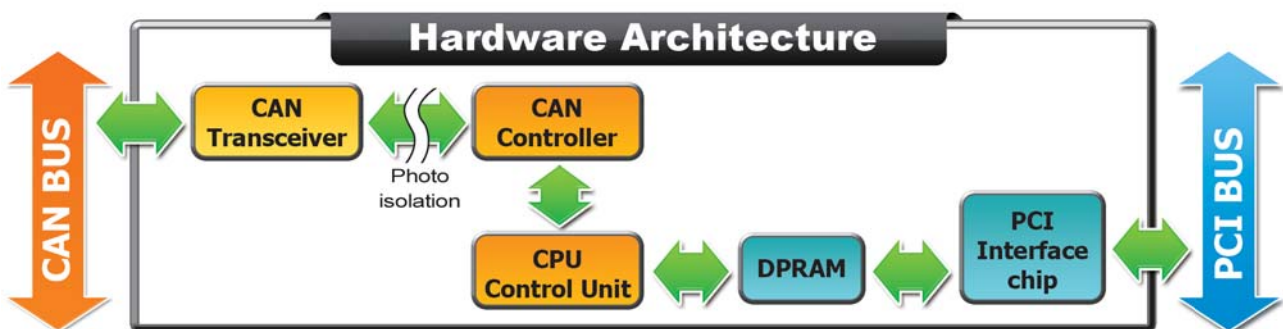 Hardware Architecture
CAN BUS
CAN
Transceiver
Photo
isolation
CAN
Controller
CPU
Control Unit
DPRAM
PCI
Interface
chip
PCI BUS